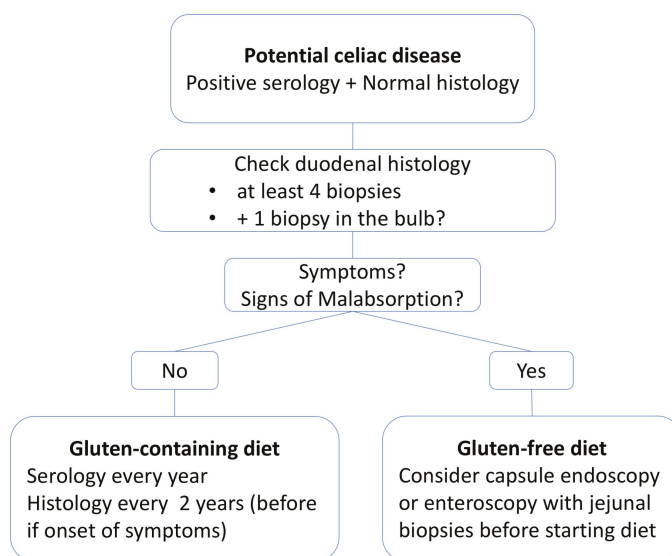 Potential celiac disease
Positive serology + Normal histology
Check duodenal histology
• at least 4 biopsies
• + 1 biopsy in the bulb?
Symptoms?
Signs of Malabsorption?
No
Yes
Gluten-containing diet
Serology every year
Histology every 2 years (before
if onset of symptoms)
Gluten-free diet
Consider capsule endoscopy
or enteroscopy with jejunal
biopsies before starting diet